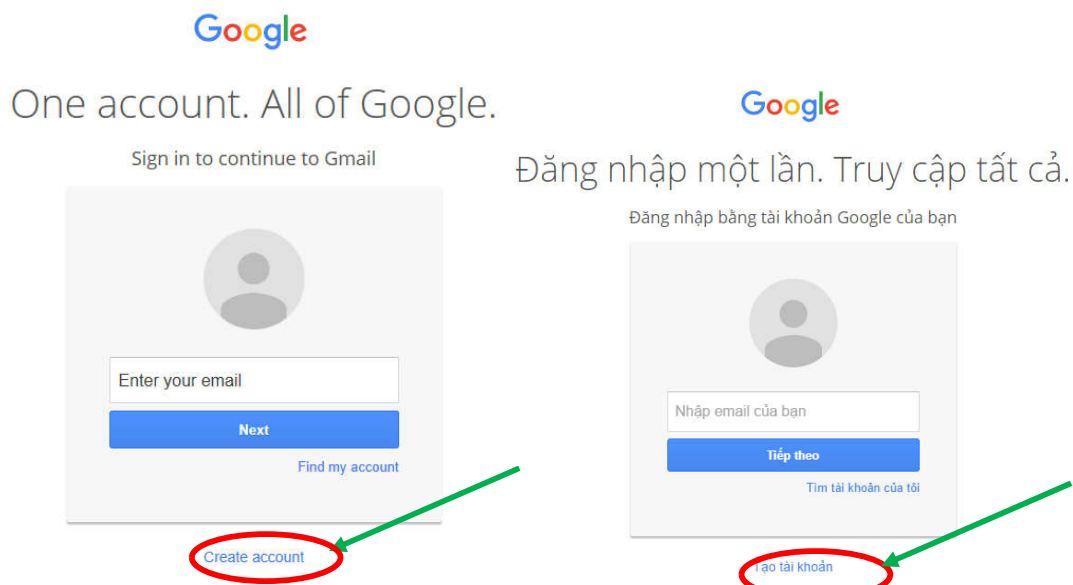 Google
One account. All of Google.
Sign in to continue to Gmail
Enter your email
Next
Find my account
Create account
Google
Đăng nhập một lần. Truy cập tất cả.
Đăng nhập bằng tài khoản Google của bạn
Nhập email của bạn
Tiếp theo
Tìm tài khoản của tôi
Tạo tài khoản